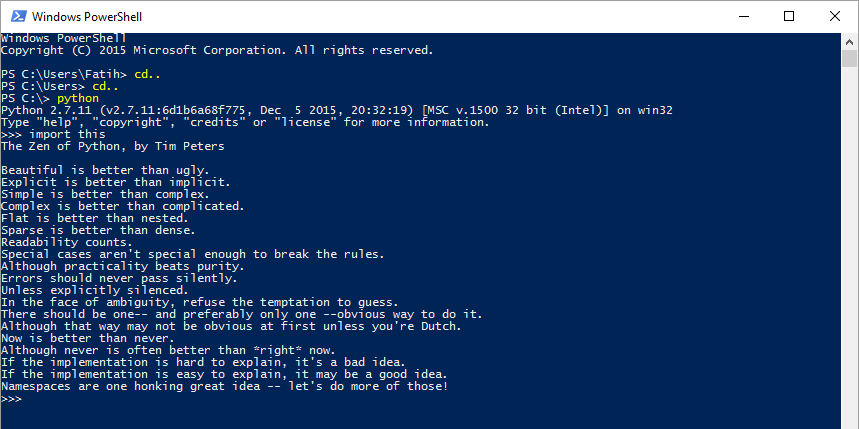 Windows PowerShell
Windows PowerShell
Copyright (C) 2015 Microsoft Corporation. All rights reserved.
PS C:\Users\Fatih> cd..
PS C:\Users> cd..
PS C:\> python
Python 2.7.11 (v2.7.11:6d1b6a68f775, Dec  5 2015, 20:32:19) [MSC v.1500 32 bit (Intel)] on win32
Type "help", "copyright", "credits" or "license" for more information.
>>> import this
The Zen of Python, by Tim Peters
Beautiful is better than ugly.
Explicit is better than implicit.
Simple is better than complex.
Complex is better than complicated.
Flat is better than nested.
Sparse is better than dense.
Readability counts.
Special cases aren't special enough to break the rules.
Although practicality beats purity.
Errors should never pass silently.
Unless explicitly silenced.
In the face of ambiguity, refuse the temptation to guess.
There should be one-- and preferably only one --obvious way to do it.
Although that way may not be obvious at first unless you're Dutch.
Now is better than never.
Although never is often better than *right* now.
If the implementation is hard to explain, it's a bad idea.
If the implementation is easy to explain, it may be a good idea.
Namespaces are one honking great idea -- let's do more of those!
>>>